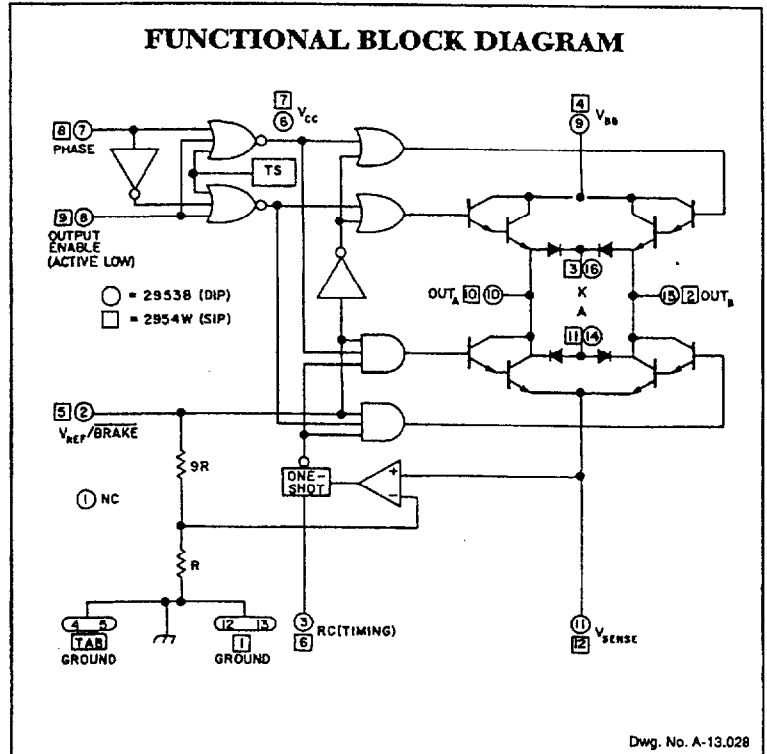 FUNCTIONAL BLOCK DIAGRAM
7
6 VCC
4
9 VBB
8 7
PHASE
TS
9 8
OUTPUT
ENABLE
(ACTIVE LOW)
○ = 2953B (DIP)
□ = 2954W (SIP)
3 16
OUTA 10 10
K
15 2 OUTB
A
11 14
5 2
VREF/BRAKE
9R
ONE-
SHOT
+
−
1 NC
R
4 5
TAB
GROUND
12 13
1
GROUND
3 RC(TIMING)
6
11
12 VSENSE
Dwg. No. A-13.028